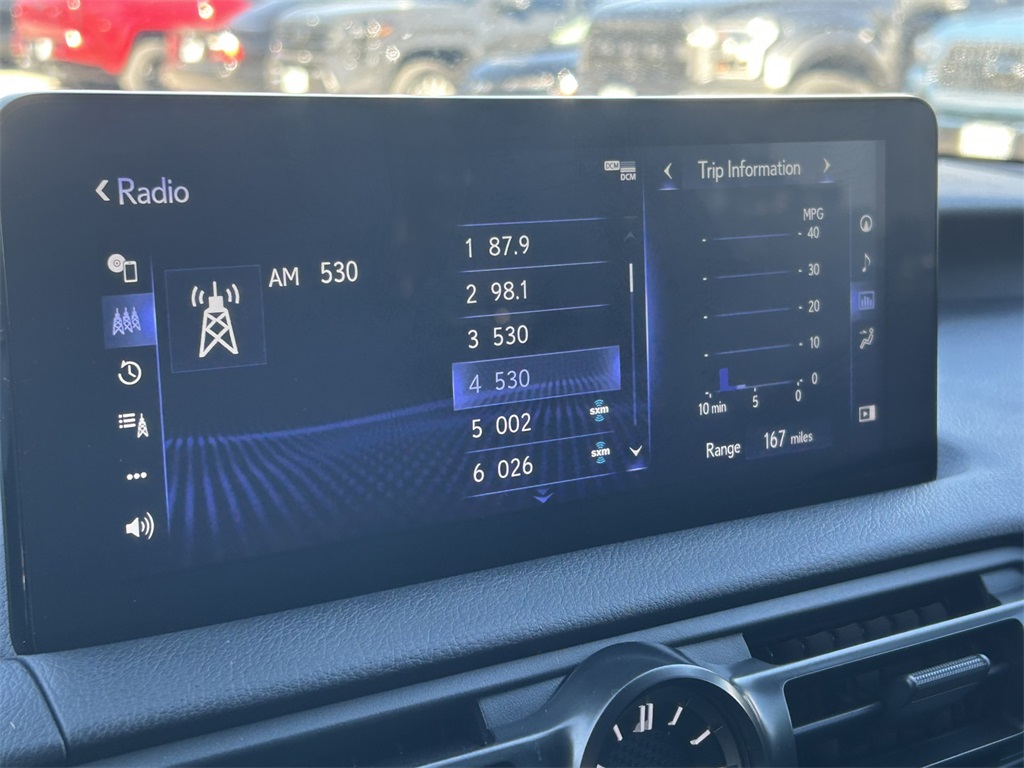 Radio
AM 530
DCM
DCM
1 87.9
2 98.1
3 530
4 530
5 002 sxm
6 026 sxm
Trip Information
MPG
40
30
20
10
0
10 min 5 0
Range 167 miles